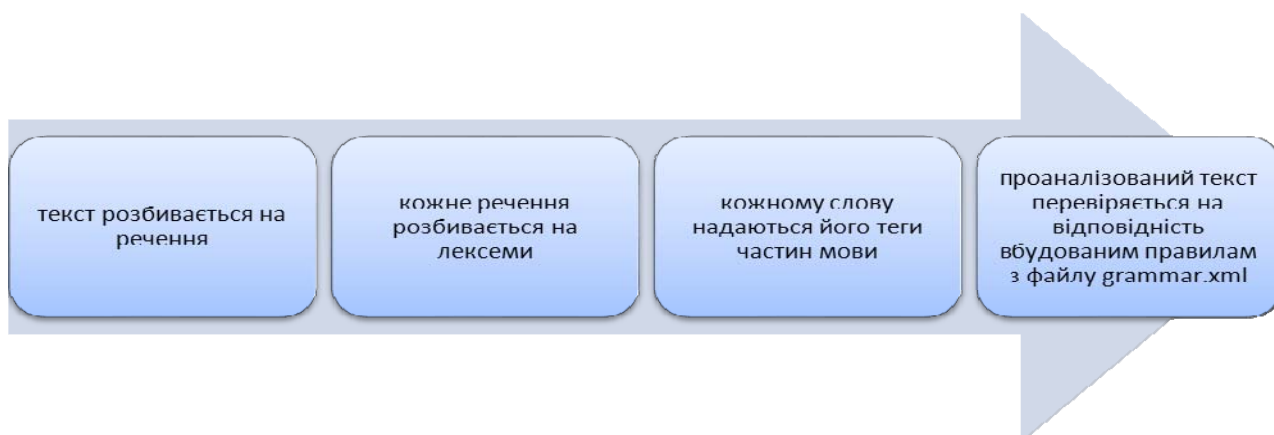 текст розбивається на
речення
кожне речення
розбивається на
лексеми
кожному слову
надаються його теги
частин мови
проаналізований текст
перевіряється на
відповідність
вбудованим правилам
з файлу grammar.xml